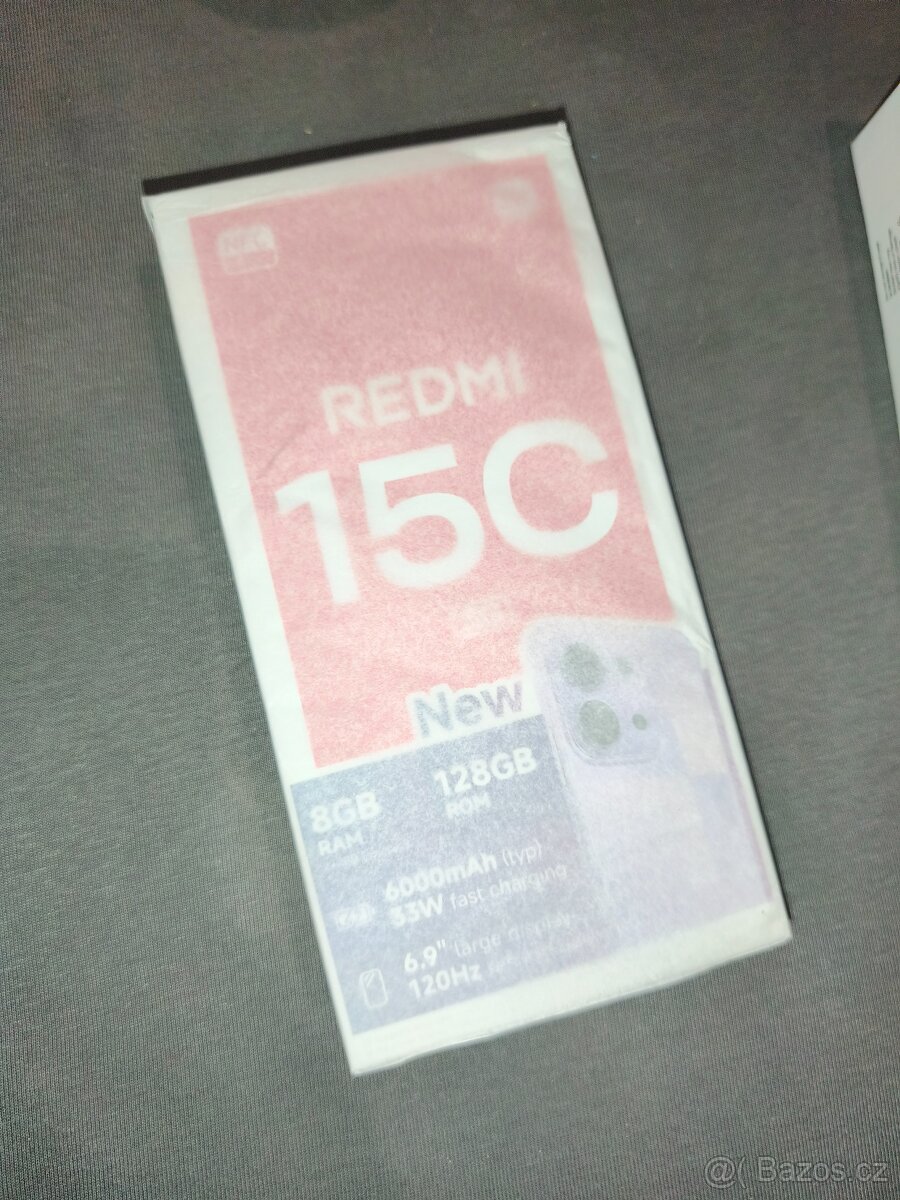 NFC
REDMI
15C
New
8GB
RAM
128GB
ROM
6000mAh (typ)
33W fast charging
6.9" large display
120Hz
@( Bazos.cz